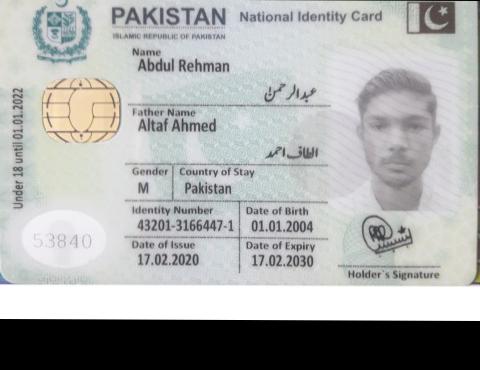 PAKISTAN National Identity Card
ISLAMIC REPUBLIC OF PAKISTAN
Name
Abdul Rehman
عبدالرحمن
Father Name
Altaf Ahmed
الطاف احمد
Gender Country of Stay
M Pakistan
Identity Number Date of Birth
43201-3166447-1 01.01.2004
Date of Issue Date of Expiry
17.02.2020 17.02.2030
Holder's Signature
Under 18 until 01.01.2022
53840